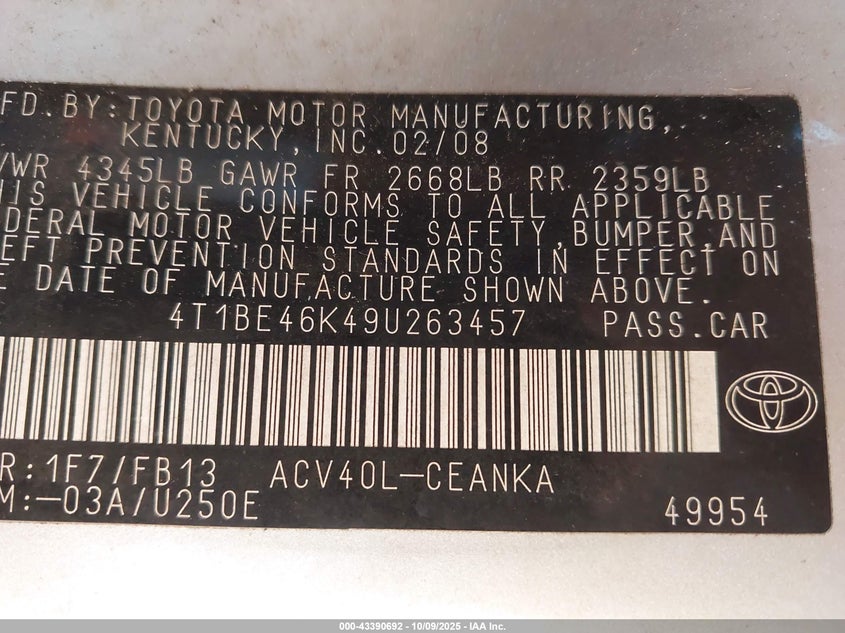 FD. BY: TOYOTA MOTOR MANUFACTURING,
KENTUCKY, INC. 02/08
VWR 4345LB GAWR FR 2668LB RR 2359LB
HIS VEHICLE CONFORMS TO ALL APPLICABLE
EDERAL MOTOR VEHICLE SAFETY, BUMPER, AND
EFT PREVENTION STANDARDS IN EFFECT ON
E DATE OF MANUFACTURE SHOWN ABOVE.
4T1BE46K49U263457 PASS.CAR
R:1F7/FB13 ACV40L-CEANKA
M:-03A/U250E 49954
000-43390692 - 10/09/2025 - IAA Inc.